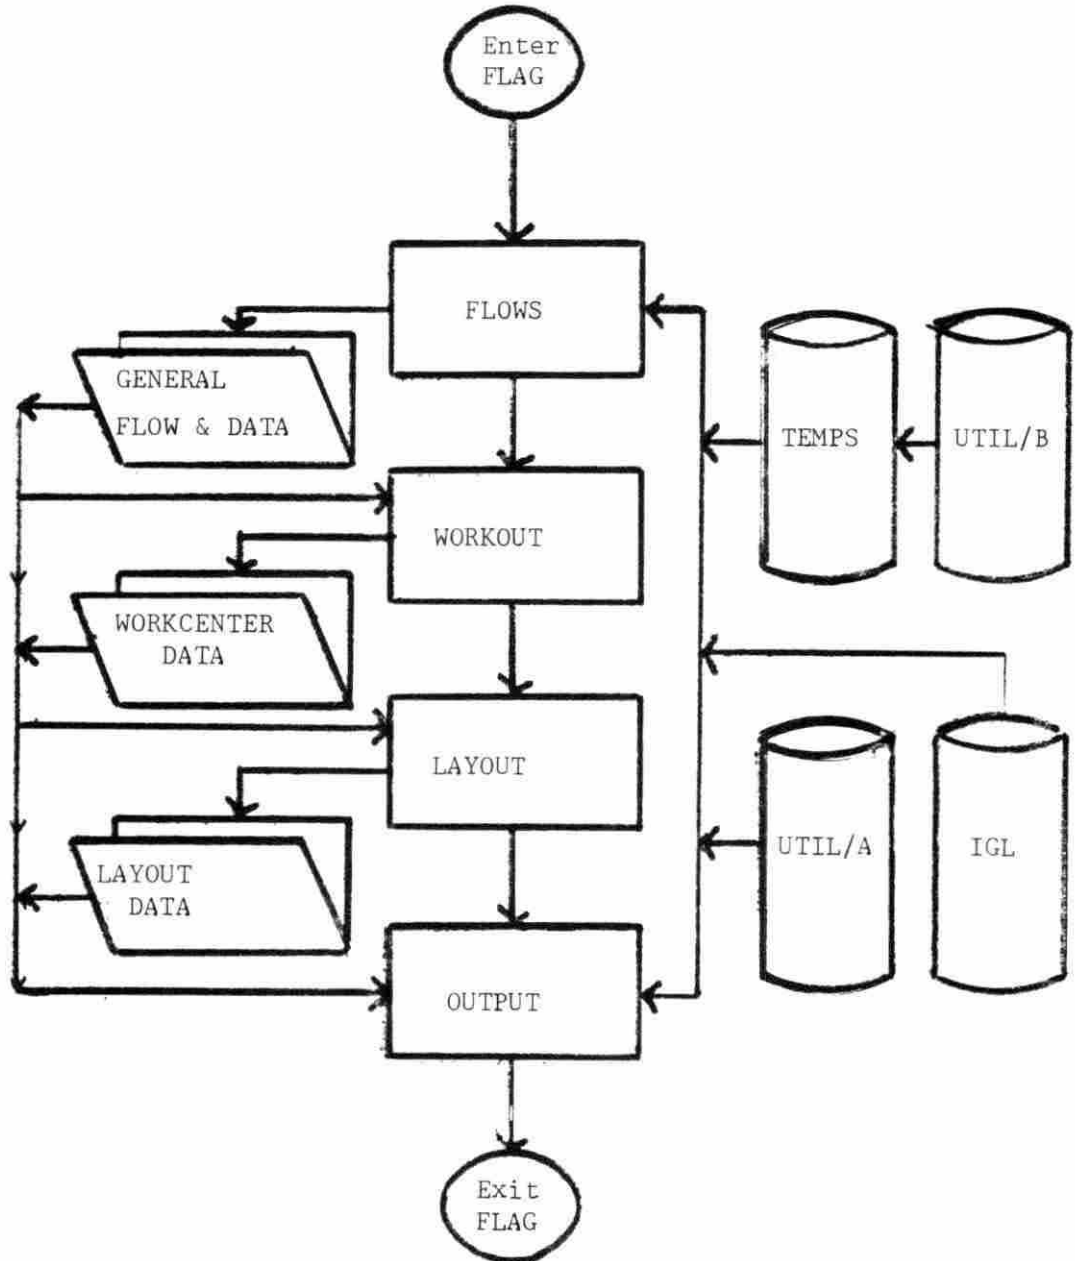 Enter
FLAG
FLOWS
GENERAL
FLOW & DATA
TEMPS
UTIL/B
WORKOUT
WORKCENTER
DATA
LAYOUT
UTIL/A
IGL
LAYOUT
DATA
OUTPUT
Exit
FLAG